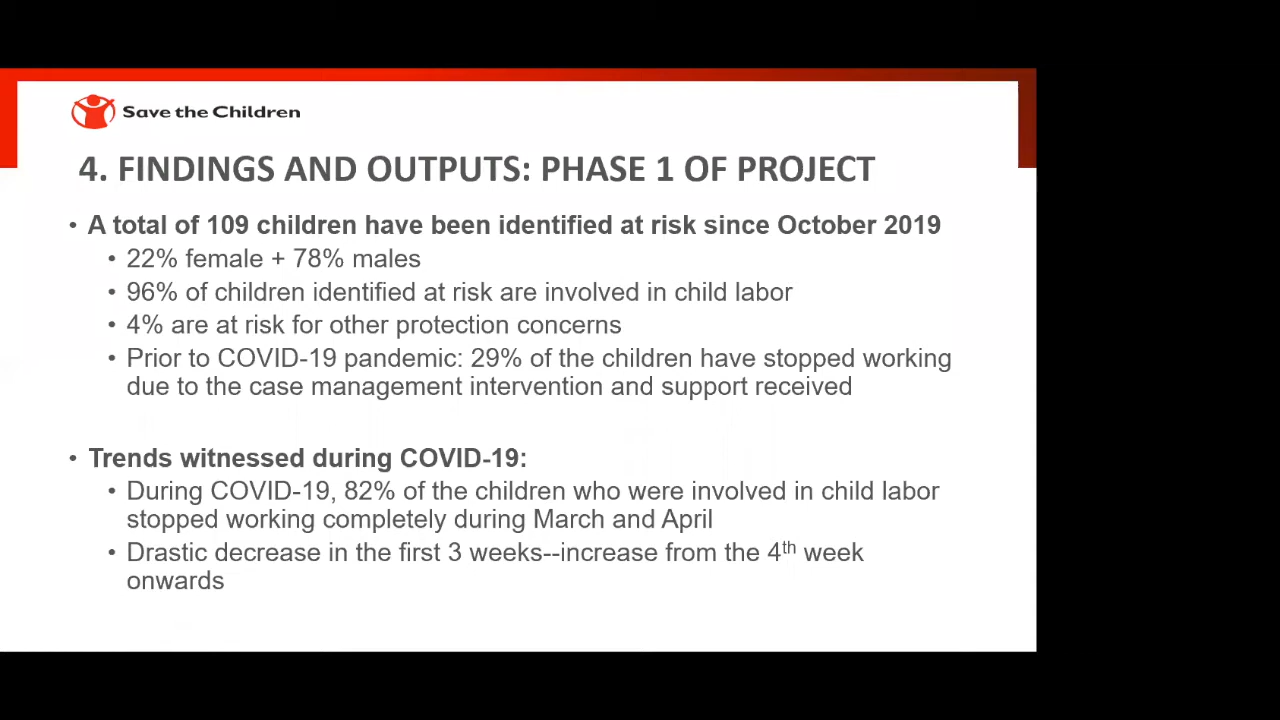 Save the Children
4. FINDINGS AND OUTPUTS: PHASE 1 OF PROJECT
• A total of 109 children have been identified at risk since October 2019
• 22% female + 78% males
• 96% of children identified at risk are involved in child labor
• 4% are at risk for other protection concerns
• Prior to COVID-19 pandemic: 29% of the children have stopped working
due to the case management intervention and support received
• Trends witnessed during COVID-19:
• During COVID-19, 82% of the children who were involved in child labor
stopped working completely during March and April
• Drastic decrease in the first 3 weeks--increase from the 4th week
onwards